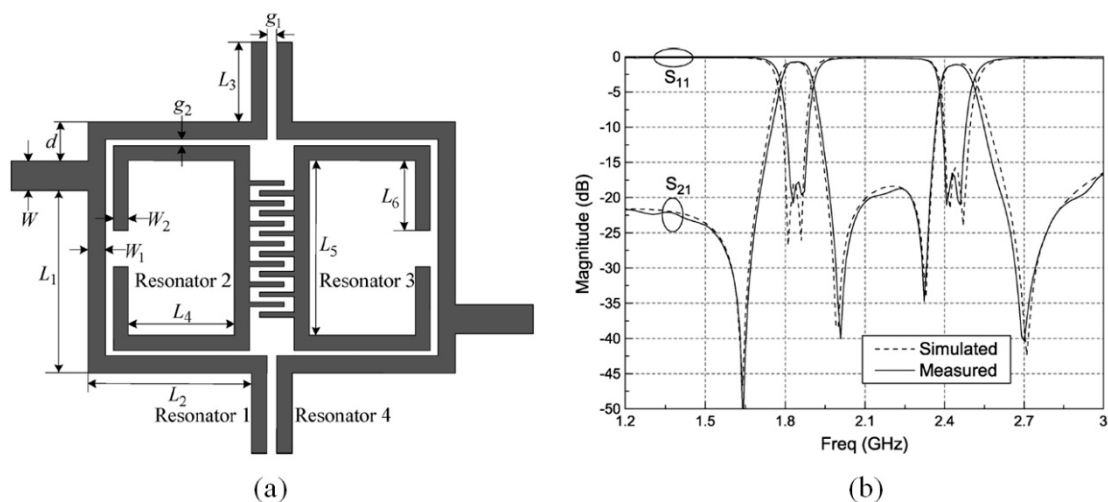 g1
L3
g2
d
W
W2
L6
W1
L5
L1
Resonator 2
Resonator 3
L4
L2
Resonator 1
Resonator 4
(a)
0
-5
-10
-15
-20
-25
-30
-35
-40
-45
-50
Magnitude (dB)
S11
S21
Simulated
Measured
1.2
1.5
1.8
2.1
2.4
2.7
3
Freq (GHz)
(b)